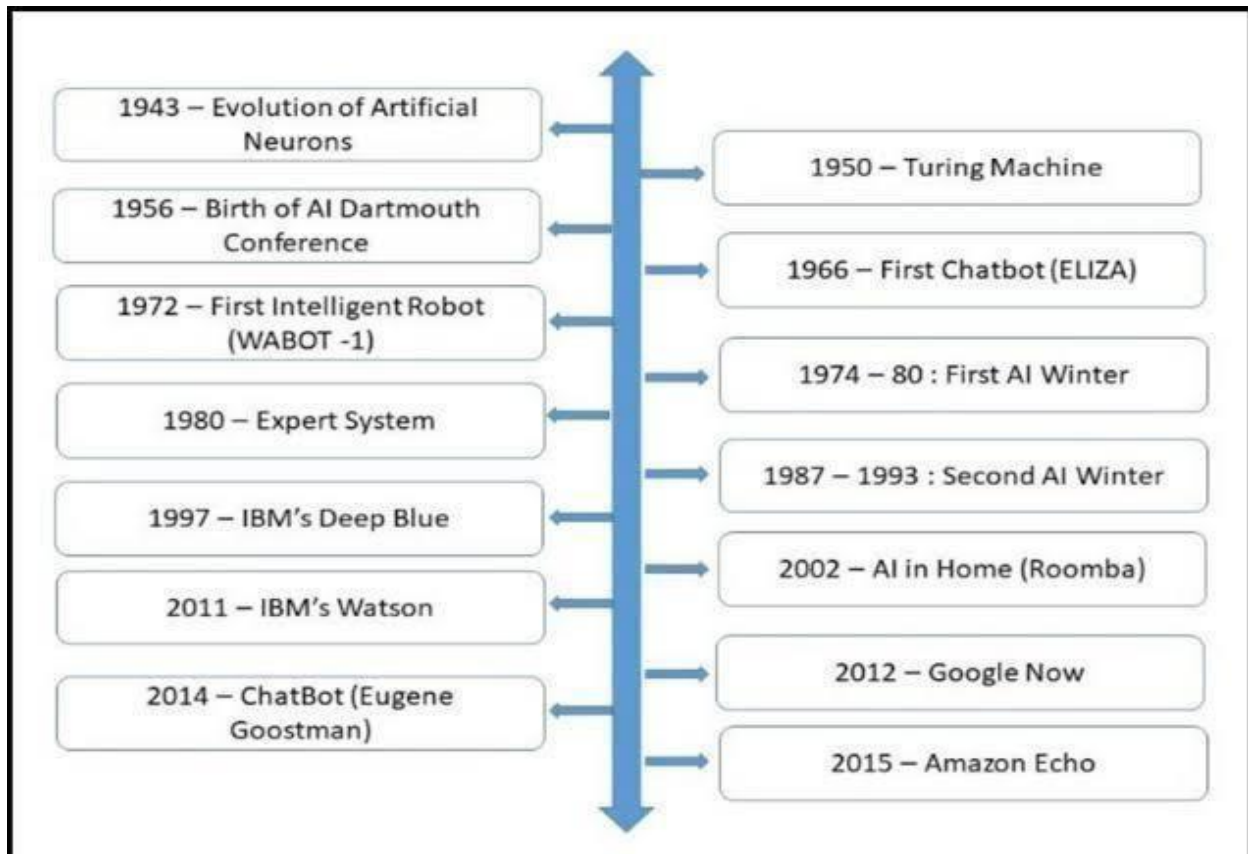 1943 – Evolution of Artificial
Neurons
1950 – Turing Machine
1956 – Birth of AI Dartmouth
Conference
1966 – First Chatbot (ELIZA)
1972 – First Intelligent Robot
(WABOT -1)
1974 – 80 : First AI Winter
1980 – Expert System
1987 – 1993 : Second AI Winter
1997 – IBM's Deep Blue
2002 – AI in Home (Roomba)
2011 – IBM's Watson
2012 – Google Now
2014 – ChatBot (Eugene
Goostman)
2015 – Amazon Echo